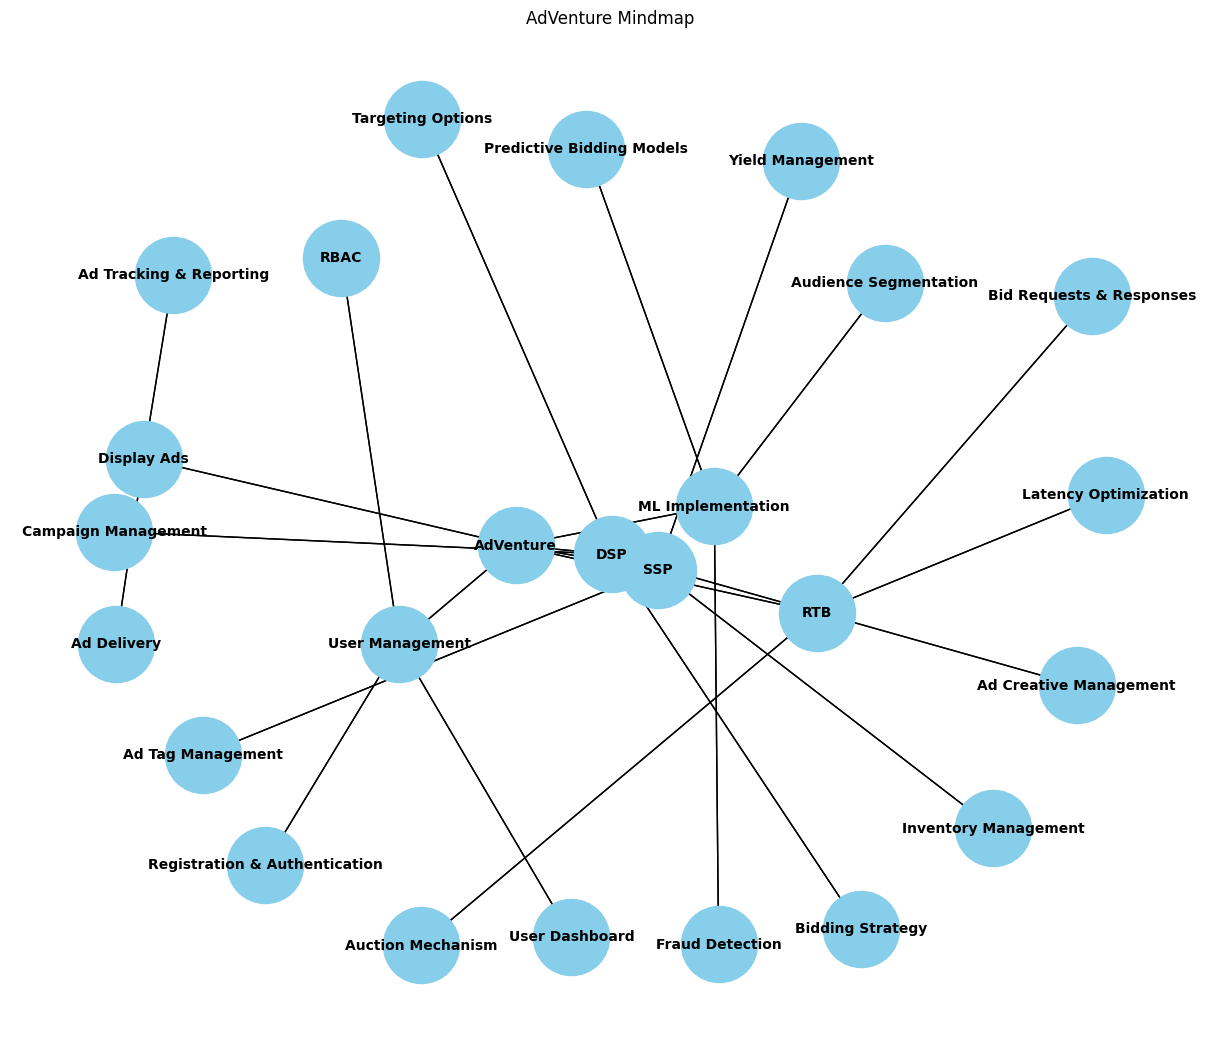 AdVenture Mindmap
Targeting Options
Predictive Bidding Models
Yield Management
RBAC
Ad Tracking & Reporting
Audience Segmentation
Bid Requests & Responses
Display Ads
Latency Optimization
ML Implementation
Campaign Management
AdVenture
DSP
SSP
RTB
User Management
Ad Delivery
Ad Creative Management
Ad Tag Management
Inventory Management
Registration & Authentication
Bidding Strategy
User Dashboard
Auction Mechanism
Fraud Detection